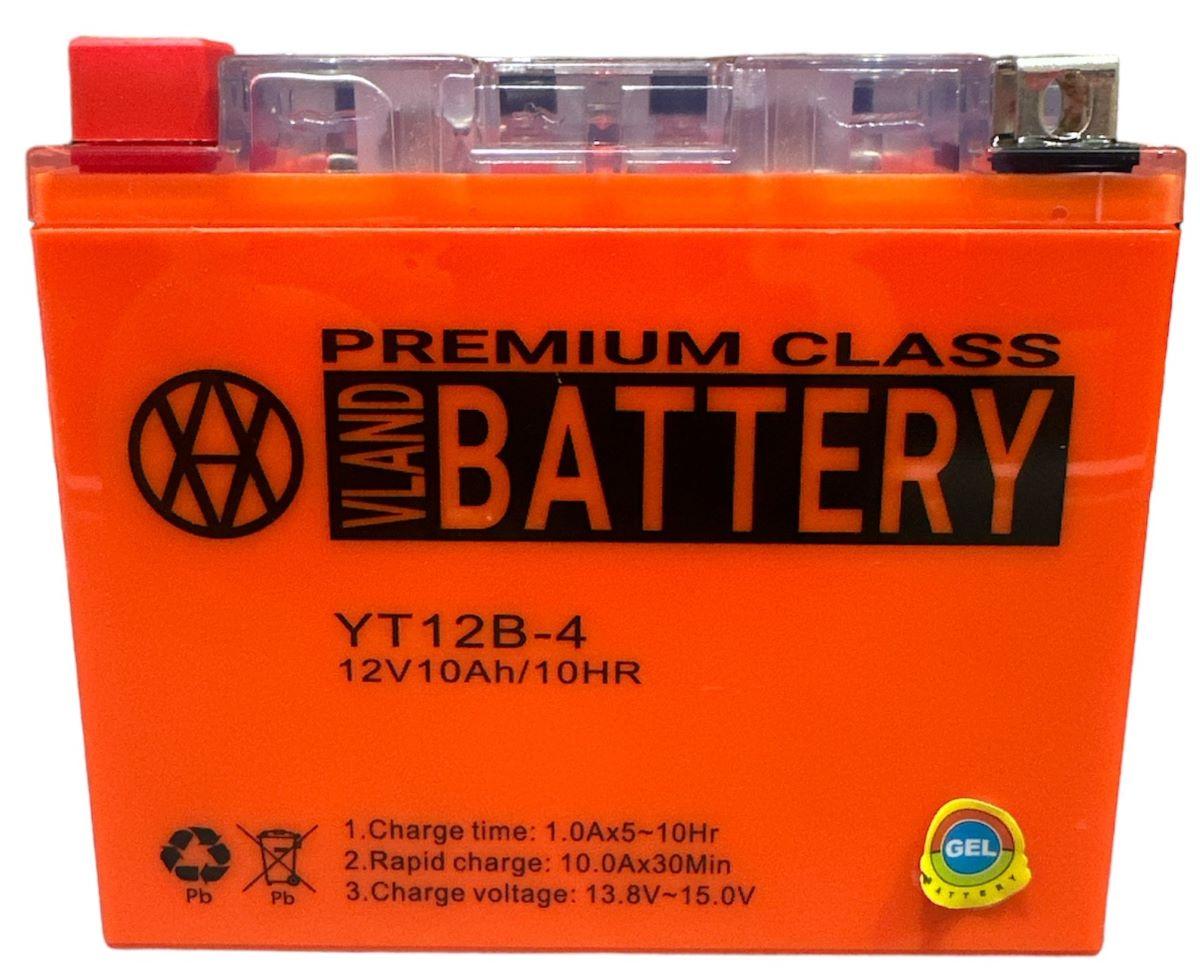 PREMIUM CLASS
VLAND
BATTERY
YT12B-4
12V10Ah/10HR
1.Charge time: 1.0Ax5~10Hr
2.Rapid charge: 10.0Ax30Min
3.Charge voltage: 13.8V~15.0V
Pb
Pb
GEL
BATTERY